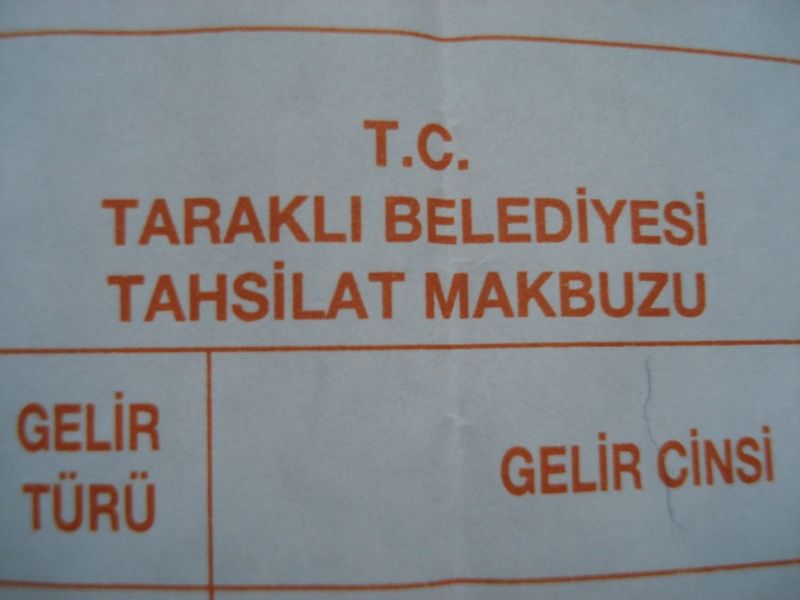 T.C.
TARAKLI BELEDİYESİ
TAHSİLAT MAKBUZU
GELİR
TÜRÜ
GELİR CİNSİ